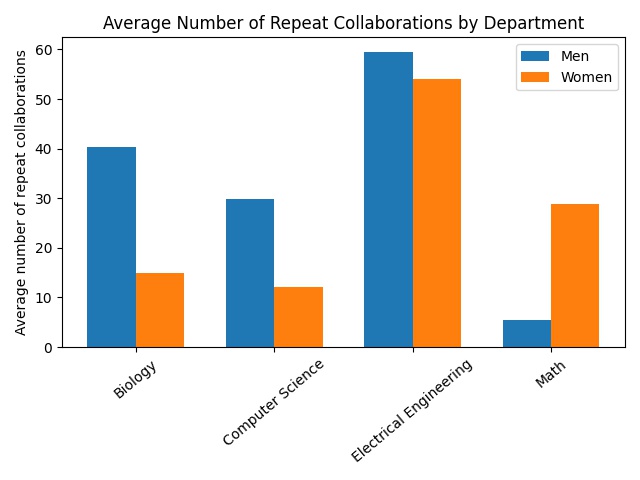 Average Number of Repeat Collaborations by Department
Average number of repeat collaborations
60
50
40
30
20
10
0
Men
Women
Biology
Computer Science
Electrical Engineering
Math